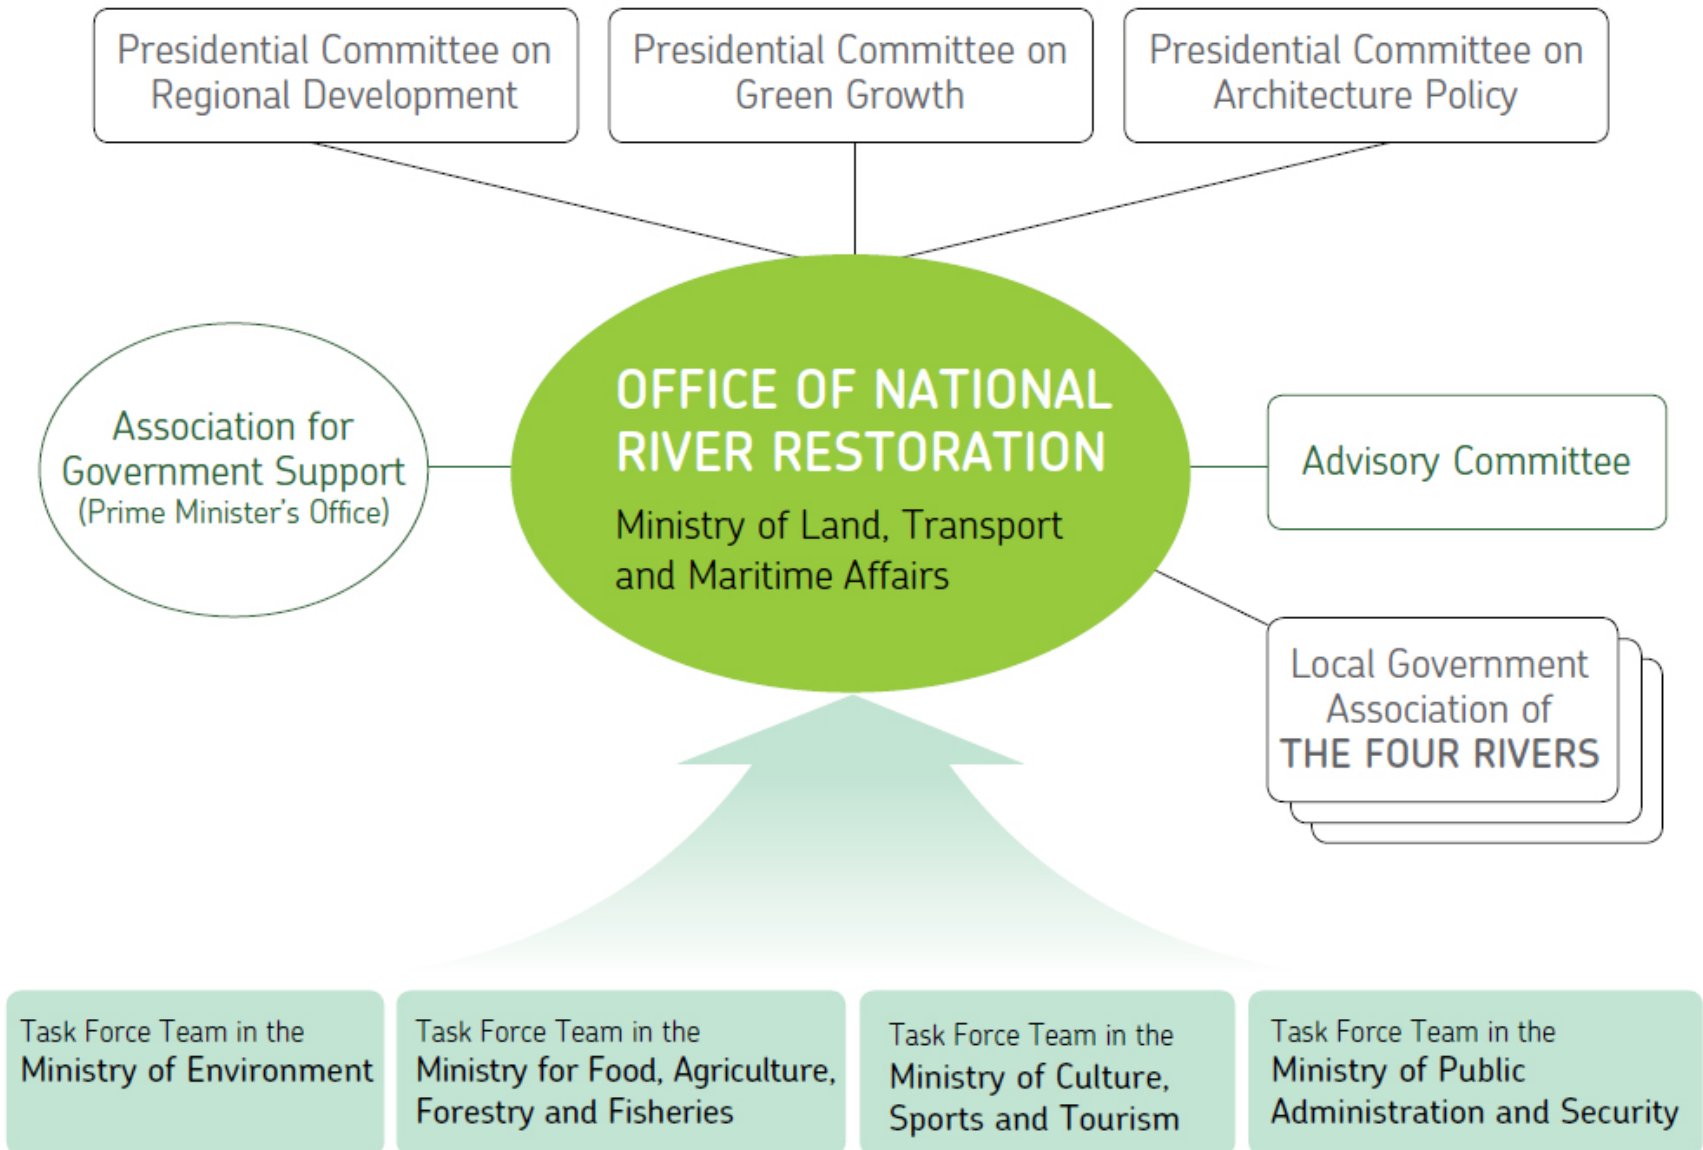 Presidential Committee on
Regional Development
Presidential Committee on
Green Growth
Presidential Committee on
Architecture Policy
Association for
Government Support
(Prime Minister’s Office)
OFFICE OF NATIONAL
RIVER RESTORATION
Ministry of Land, Transport
and Maritime Affairs
Advisory Committee
Local Government
Association of
THE FOUR RIVERS
Task Force Team in the
Ministry of Environment
Task Force Team in the
Ministry for Food, Agriculture,
Forestry and Fisheries
Task Force Team in the
Ministry of Culture,
Sports and Tourism
Task Force Team in the
Ministry of Public
Administration and Security